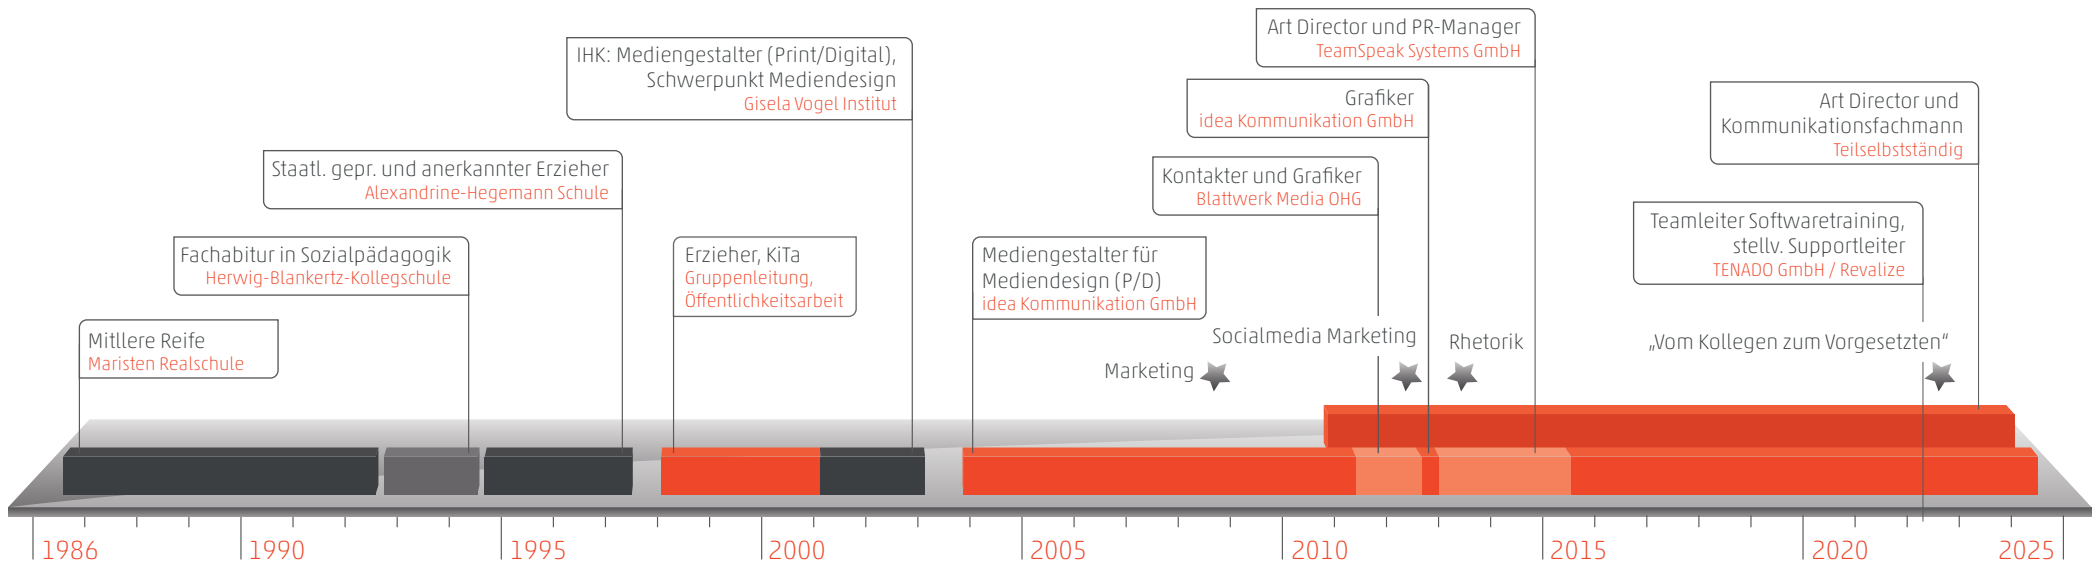 Mitllere Reife
Maristen Realschule
Fachabitur in Sozialpädagogik
Herwig-Blankertz-Kollegschule
Staatl. gepr. und anerkannter Erzieher
Alexandrine-Hegemann Schule
IHK: Mediengestalter (Print/Digital),
Schwerpunkt Mediendesign
Gisela Vogel Institut
Erzieher, KiTa
Gruppenleitung,
Öffentlichkeitsarbeit
Mediengestalter für
Mediendesign (P/D)
idea Kommunikation GmbH
Kontakter und Grafiker
Blattwerk Media OHG
Grafiker
idea Kommunikation GmbH
Art Director und PR-Manager
TeamSpeak Systems GmbH
Teamleiter Softwaretraining,
stellv. Supportleiter
TENADO GmbH / Revalize
Art Director und
Kommunikationsfachmann
Teilselbstständig
Marketing
Socialmedia Marketing
Rhetorik
„Vom Kollegen zum Vorgesetzten“
1986
1990
1995
2000
2005
2010
2015
2020
2025